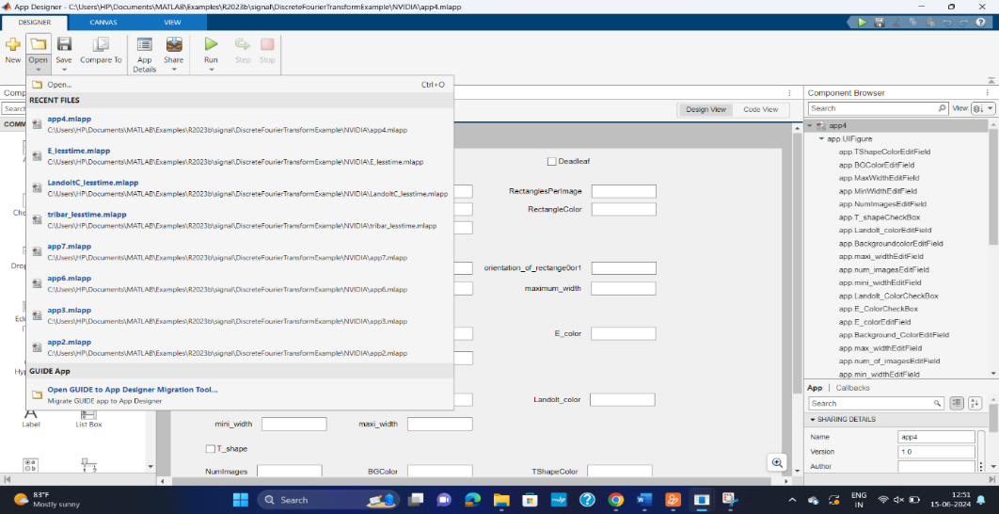 App Designer - C:\Users\HP\Documents\MATLAB\Examples\R2023b\signal\DiscreteFourierTransformExample\NVIDIA\app4.mlapp
DESIGNER CANVAS VIEW
New Open Save Compare To App Details Share Run Step Stop
Open... Ctrl+O
RECENT FILES
app4.mlapp
C:\Users\HP\Documents\MATLAB\Examples\R2023b\signal\DiscreteFourierTransformExample\NVIDIA\app4.mlapp
E_lesstime.mlapp
C:\Users\HP\Documents\MATLAB\Examples\R2023b\signal\DiscreteFourierTransformExample\NVIDIA\E_lesstime.mlapp
LandoltC_lesstime.mlapp
C:\Users\HP\Documents\MATLAB\Examples\R2023b\signal\DiscreteFourierTransformExample\NVIDIA\LandoltC_lesstime.mlapp
tribar_lesstime.mlapp
C:\Users\HP\Documents\MATLAB\Examples\R2023b\signal\DiscreteFourierTransformExample\NVIDIA\tribar_lesstime.mlapp
app7.mlapp
C:\Users\HP\Documents\MATLAB\Examples\R2023b\signal\DiscreteFourierTransformExample\NVIDIA\app7.mlapp
app6.mlapp
C:\Users\HP\Documents\MATLAB\Examples\R2023b\signal\DiscreteFourierTransformExample\NVIDIA\app6.mlapp
app3.mlapp
C:\Users\HP\Documents\MATLAB\Examples\R2023b\signal\DiscreteFourierTransformExample\NVIDIA\app3.mlapp
app2.mlapp
C:\Users\HP\Documents\MATLAB\Examples\R2023b\signal\DiscreteFourierTransformExample\NVIDIA\app2.mlapp
GUIDE App
Open GUIDE to App Designer Migration Tool...
Migrate GUIDE app to App Designer
Label List Box
Design View Code View
Deadleaf
RectanglesPerImage
RectangleColor
orientation_of_rectange0or1
maximum_width
E_color
Landolt_color
mini_width maxi_width
T_shape
NumImages BGColor TShapeColor
Component Browser
Search View:
app4
app.UIFigure
app.TShapeColorEditField
app.BGColorEditField
app.MaxWidthEditField
app.MinWidthEditField
app.NumImagesEditField
app.T_shapeCheckBox
app.Landolt_colorEditField
app.BackgroundcolorEditField
app.maxi_widthEditField
app.num_imagesEditField
app.mini_widthEditField
app.Landolt_ColorCheckBox
app.E_ColorCheckBox
app.E_colorEditField
app.Background_ColorEditField
app.max_widthEditField
app.num_of_imagesEditField
app.min_widthEditField
App | Callbacks
Search
SHARING DETAILS
Name app4
Version 1.0
Author
83°F
Mostly sunny
Search
ENG
IN
12:51
15-06-2024